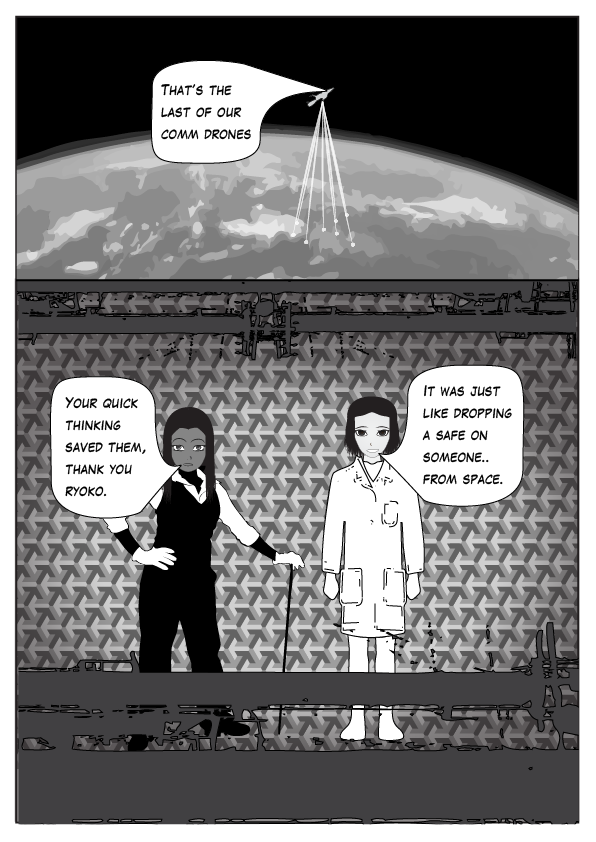 That's the
last of our
comm drones
Your quick
thinking
saved them,
thank you
Ryoko.
It was just
like dropping
a safe on
someone..
from space.